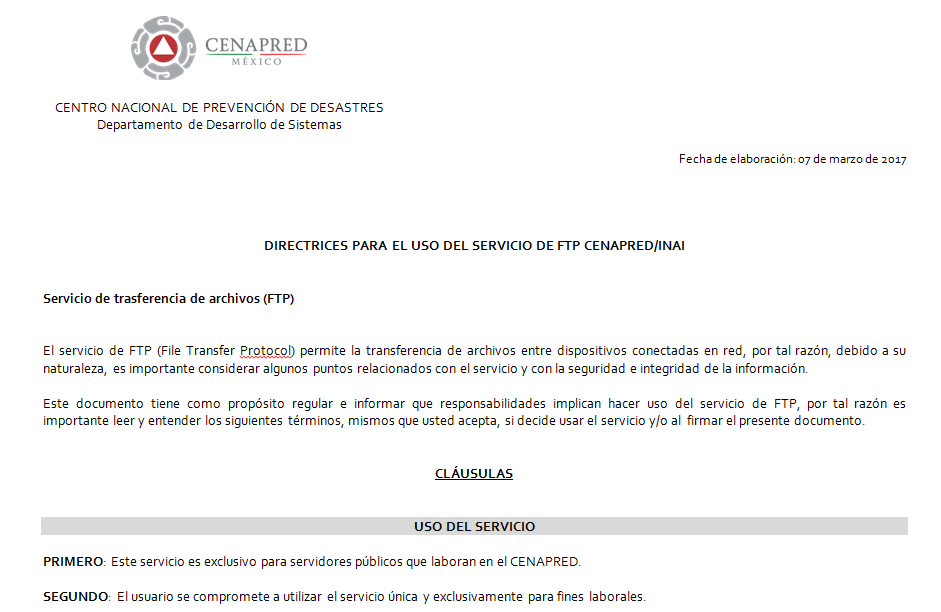 CENAPRED
MÉXICO
CENTRO NACIONAL DE PREVENCIÓN DE DESASTRES
Departamento de Desarrollo de Sistemas
Fecha de elaboración: 07 de marzo de 2017
DIRECTRICES PARA EL USO DEL SERVICIO DE FTP CENAPRED/INAI
Servicio de trasferencia de archivos (FTP)
El servicio de FTP (File Transfer Protocol) permite la transferencia de archivos entre dispositivos conectadas en red, por tal razón, debido a su
naturaleza, es importante considerar algunos puntos relacionados con el servicio y con la seguridad e integridad de la información.
Este documento tiene como propósito regular e informar que responsabilidades implican hacer uso del servicio de FTP, por tal razón es
importante leer y entender los siguientes términos, mismos que usted acepta, si decide usar el servicio y/o al firmar el presente documento.
CLÁUSULAS
USO DEL SERVICIO
PRIMERO: Este servicio es exclusivo para servidores públicos que laboran en el CENAPRED.
SEGUNDO: El usuario se compromete a utilizar el servicio única y exclusivamente para fines laborales.